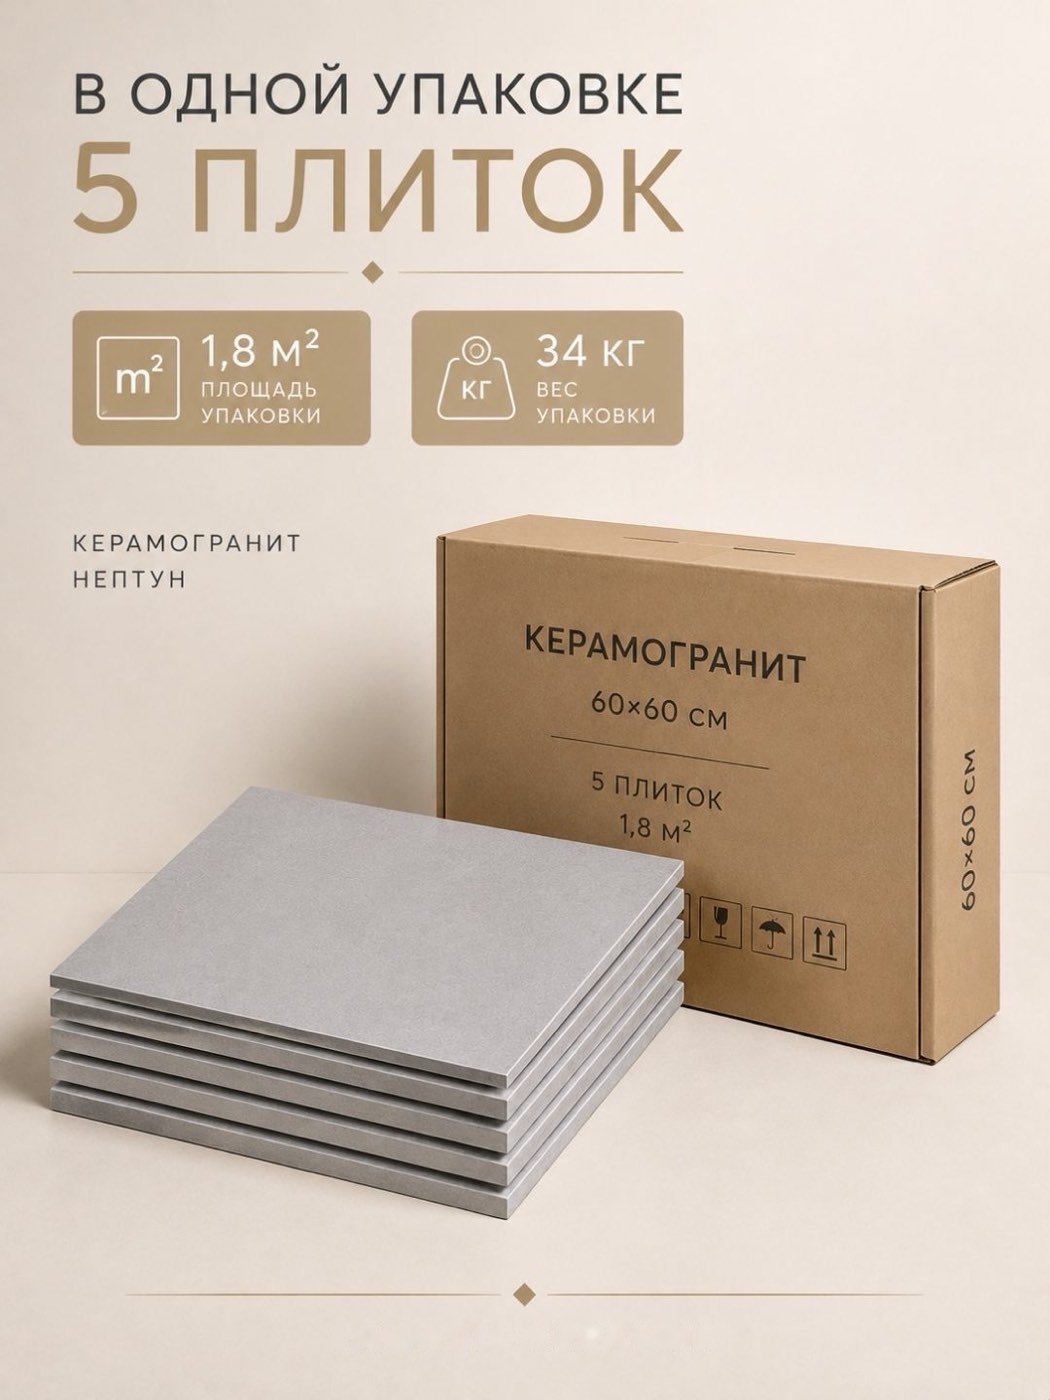 В ОДНОЙ УПАКОВКЕ
5 ПЛИТОК
m²
1,8 м²
ПЛОЩАДЬ
УПАКОВКИ
КГ
34 кг
ВЕС
УПАКОВКИ
КЕРАМОГРАНИТ
НЕПТУН
КЕРАМОГРАНИТ
60×60 см
5 ПЛИТОК
1,8 м²
60×60 см